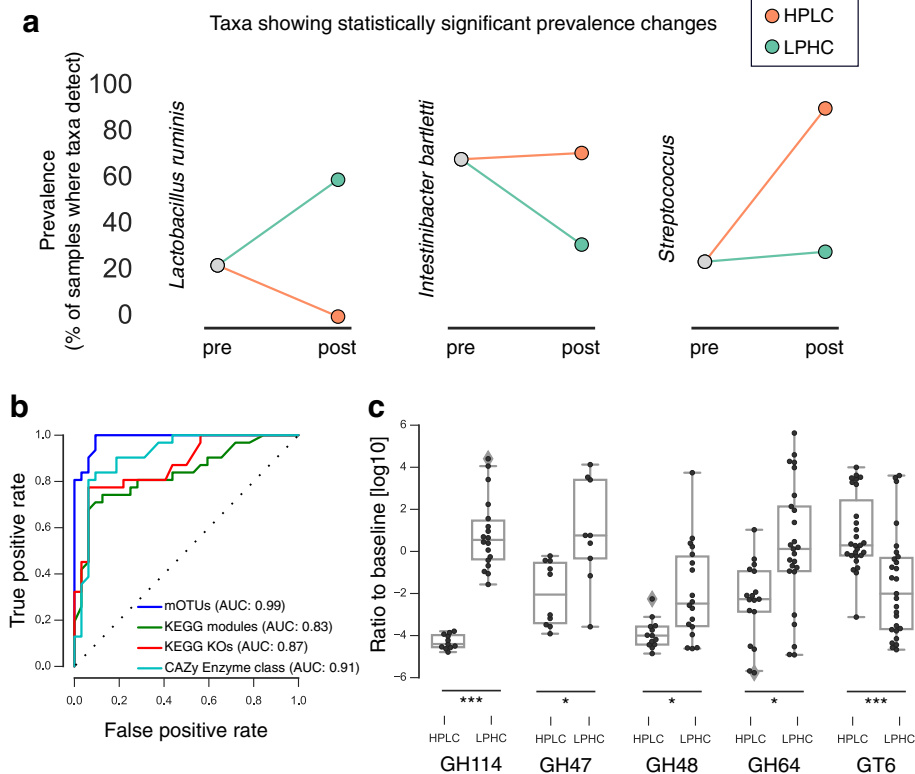 a
Taxa showing statistically significant prevalence changes
HPLC
LPHC
Prevalence
(% of samples where taxa detect)
100
80
60
40
20
0
Lactobacillus ruminis
Intestinibacter bartletti
Streptococcus
pre post
pre post
pre post
b
True positive rate
1.0
0.8
0.6
0.4
0.2
0.0
mOTUs (AUC: 0.99)
KEGG modules (AUC: 0.83)
KEGG KOs (AUC: 0.87)
CAZy Enzyme class (AUC: 0.91)
0.0 0.2 0.4 0.6 0.8 1.0
False positive rate
c
Ratio to baseline [log10]
6
4
2
0
−2
−4
−6
*** * * * ***
HPLC LPHC HPLC LPHC HPLC LPHC HPLC LPHC HPLC LPHC
GH114 GH47 GH48 GH64 GT6